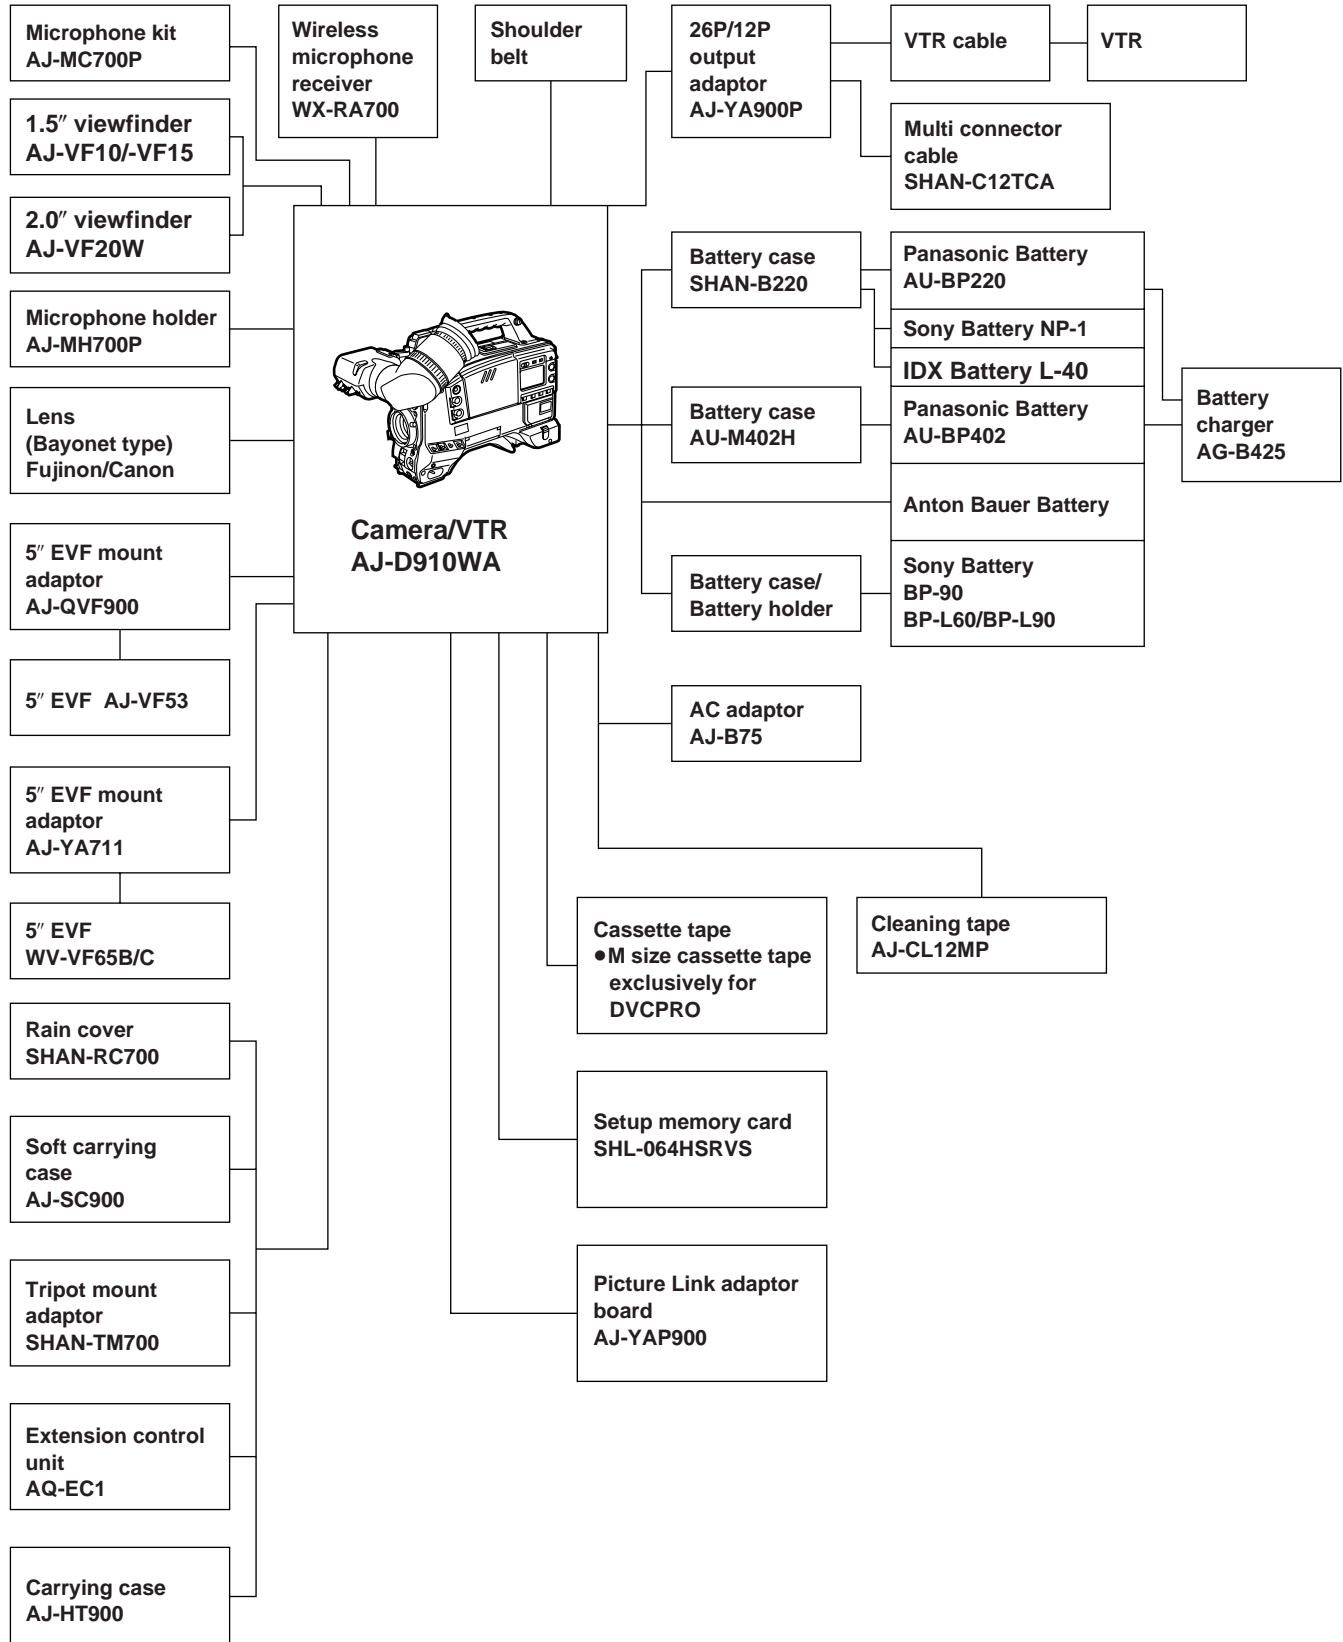 Microphone kit
AJ-MC700P
Wireless
microphone
receiver
WX-RA700
Shoulder
belt
26P/12P
output
adaptor
AJ-YA900P
VTR cable
VTR
1.5″ viewfinder
AJ-VF10/-VF15
Multi connector
cable
SHAN-C12TCA
2.0″ viewfinder
AJ-VF20W
Battery case
SHAN-B220
Panasonic Battery
AU-BP220
Microphone holder
AJ-MH700P
Sony Battery NP-1
IDX Battery L-40
Lens
(Bayonet type)
Fujinon/Canon
Battery case
AU-M402H
Panasonic Battery
AU-BP402
Battery
charger
AG-B425
Anton Bauer Battery
Camera/VTR
AJ-D910WA
5″ EVF mount
adaptor
AJ-QVF900
Battery case/
Battery holder
Sony Battery
BP-90
BP-L60/BP-L90
5″ EVF AJ-VF53
AC adaptor
AJ-B75
5″ EVF mount
adaptor
AJ-YA711
5″ EVF
WV-VF65B/C
Cassette tape
●M size cassette tape
exclusively for
DVCPRO
Cleaning tape
AJ-CL12MP
Rain cover
SHAN-RC700
Setup memory card
SHL-064HSRVS
Soft carrying
case
AJ-SC900
Tripot mount
adaptor
SHAN-TM700
Picture Link adaptor
board
AJ-YAP900
Extension control
unit
AQ-EC1
Carrying case
AJ-HT900